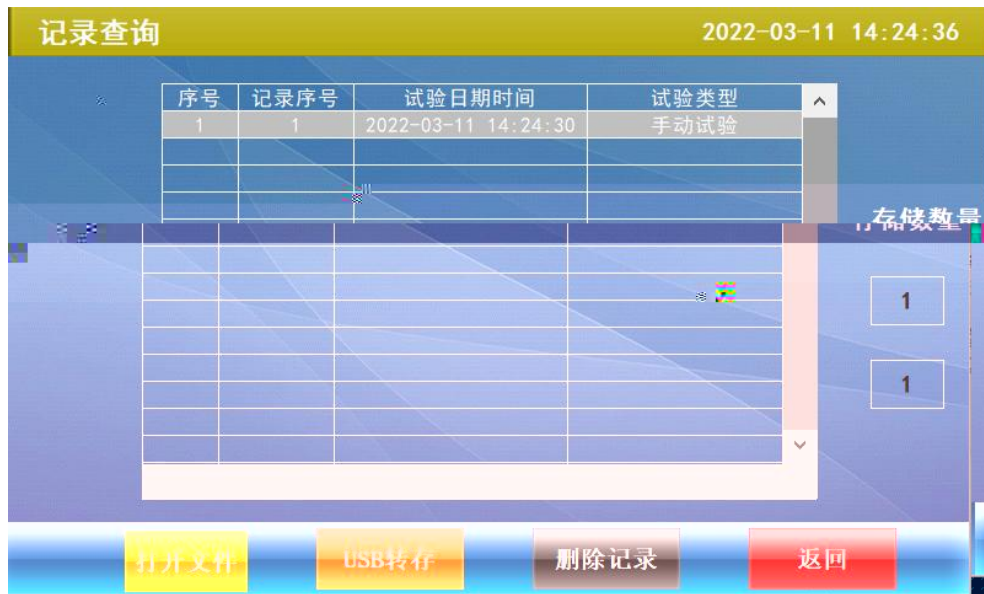 记录查询 2022-03-11 14:24:36
序号 记录序号 试验日期时间 试验类型
1 1 2022-03-11 14:24:30 手动试验
存储数量
1
1
打开文件 USB转存 删除记录 返回